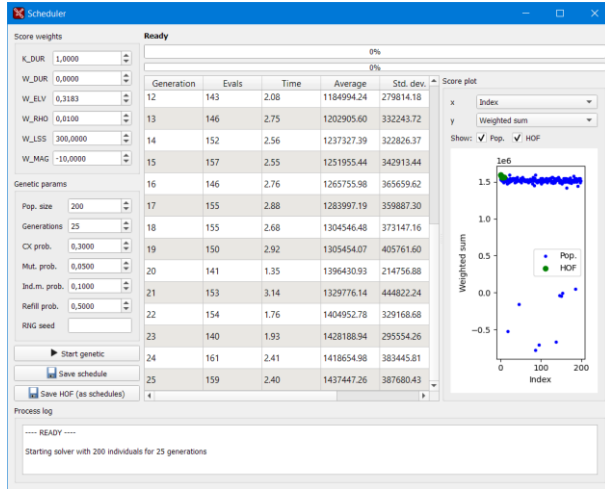 Scheduler
Score weights
K_DUR 1,0000
W_DUR 0,0000
W_ELV 0,3183
W_RHO 0,0100
W_LSS 300,0000
W_MAG -10,0000
Genetic params
Pop. size 200
Generations 25
CX prob. 0,3000
Mut. prob. 0,0500
Ind.m. prob. 0,1000
Refill prob. 0,5000
RNG seed
Start genetic
Save schedule
Save HOF (as schedules)
Ready
0%
0%
Generation Evals Time Average Std. dev.
12 143 2.08 1184994.24 279814.18
13 146 2.75 1202905.60 332243.72
14 152 2.56 1237327.39 322826.37
15 157 2.55 1251955.44 342913.44
16 146 2.76 1265755.98 365659.62
17 155 2.88 1283997.19 359887.30
18 155 2.68 1304546.48 373147.16
19 150 2.92 1305454.07 405761.60
20 141 1.35 1396430.93 214756.88
21 153 3.14 1329776.14 444822.24
22 154 1.76 1404952.78 329168.68
23 140 1.93 1428188.94 295554.26
24 161 2.41 1418654.98 383445.81
25 159 2.40 1437447.26 387680.43
Score plot
x Index
y Weighted sum
Show: Pop. HOF
1e6
1.5
1.0
0.5
0.0
−0.5
Weighted sum
Pop.
HOF
0 100 200
Index
Process log
---- READY ----
Starting solver with 200 individuals for 25 generations